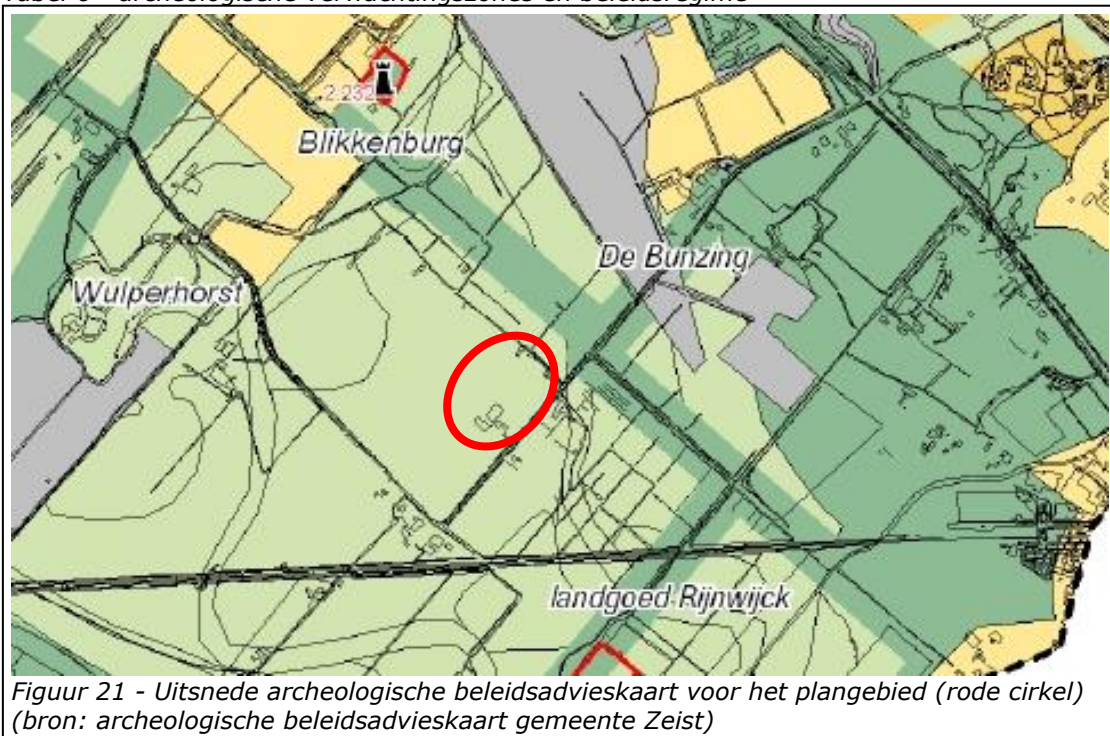 2.232
Blikkenburg
De Bunzing
Wulperhorst
landgoed Rijnwijck
Figuur 21 - Uitsnede archeologische beleidsadvieskaart voor het plangebied (rode cirkel)
(bron: archeologische beleidsadvieskaart gemeente Zeist)